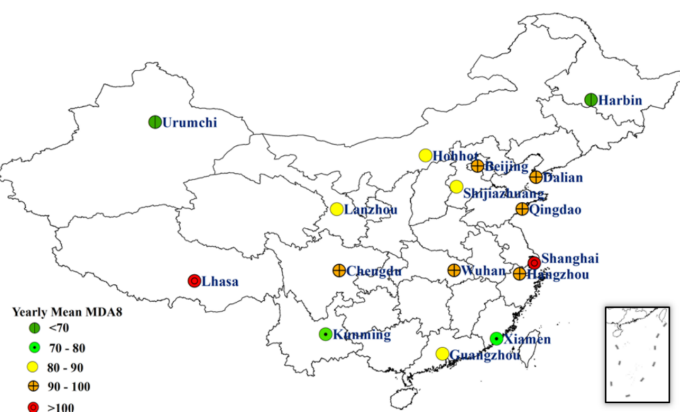 Harbin
Urumchi
Hohhot
Beijing
Dalian
Shijiazhuang
Lanzhou
Qingdao
Shanghai
Chengdu
Wuhan
Hangzhou
Lhasa
Yearly Mean MDA8
<70
70 - 80
80 - 90
90 - 100
>100
Kunming
Xiamen
Guangzhou